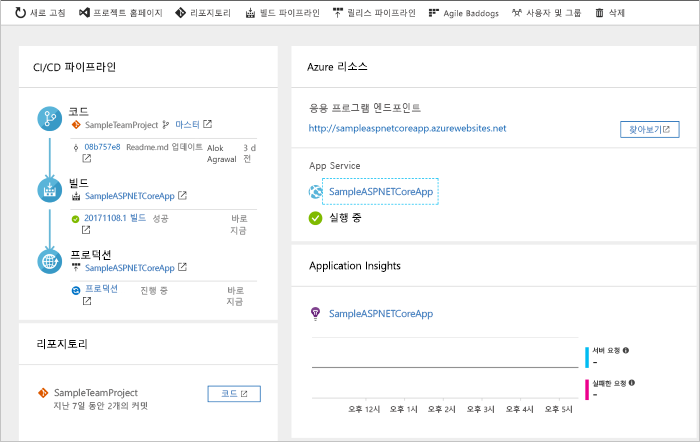 새로 고침 프로젝트 홈페이지 리포지토리 빌드 파이프라인 릴리스 파이프라인 Agile Baddogs 사용자 및 그룹 삭제
CI/CD 파이프라인
코드
SampleTeamProject 마스터
08b757e8 Readme.md 업데이트 Alok Agrawal 3 d 전
빌드
SampleASPNETCoreApp
20171108.1 빌드 성공 바로 지금
프로덕션
SampleASPNETCoreApp
프로덕션 진행 중 바로 지금
리포지토리
SampleTeamProject
지난 7일 동안 2개의 커밋
코드
Azure 리소스
응용 프로그램 엔드포인트
http://sampleaspnetcoreapp.azurewebsites.net
찾아보기
App Service
SampleASPNETCoreApp
실행 중
Application Insights
SampleASPNETCoreApp
서버 요청
--
실패한 요청
--
오후 12시 오후 1시 오후 2시 오후 3시 오후 4시 오후 5시